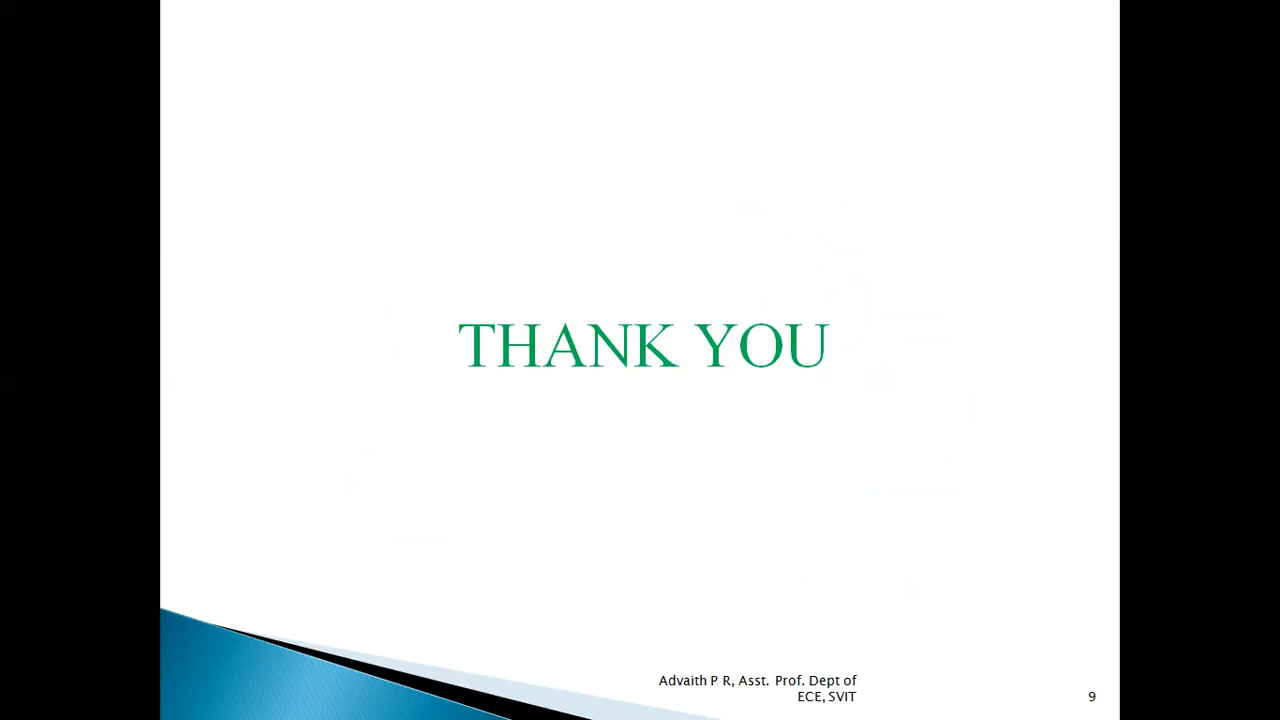 THANK YOU
Advaith P R, Asst. Prof. Dept of
ECE, SVIT
9